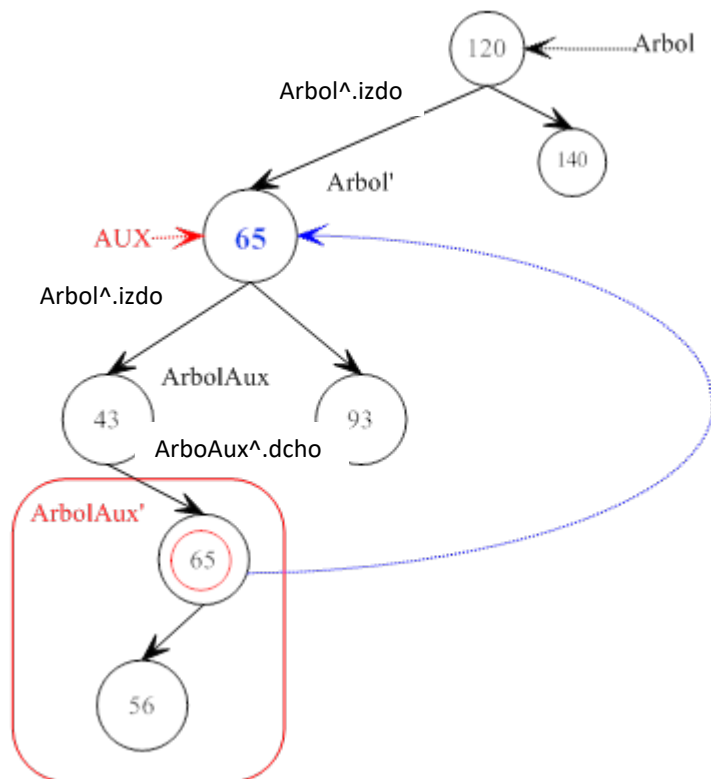 120
Arbol
Arbol^.izdo
140
Arbol'
AUX
65
Arbol^.izdo
ArbolAux
43
93
ArboAux^.dcho
ArbolAux'
65
56